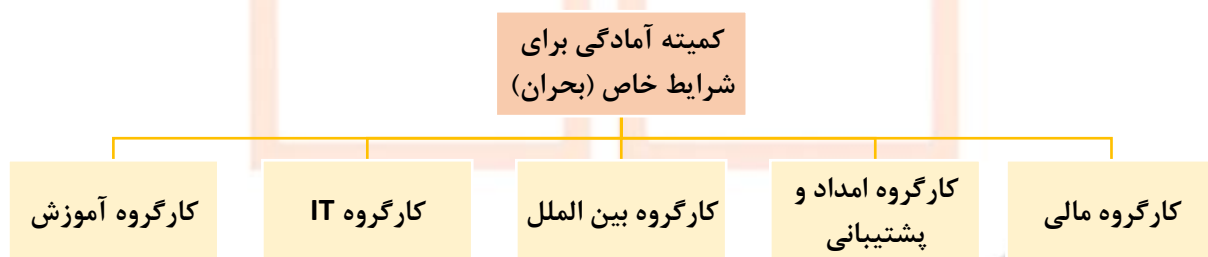 کمیته آمادگی برای
شرایط خاص (بحران)
کارگروه مالی
کارگروه امداد و
پشتیبانی
کارگروه بین الملل
کارگروه IT
کارگروه آموزش